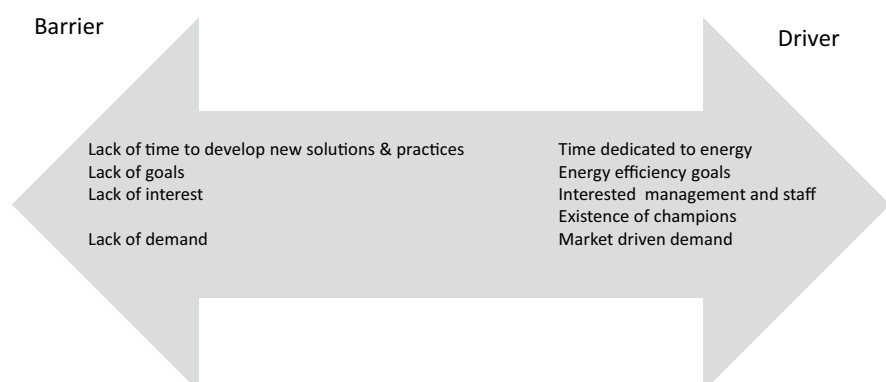 Barrier
Driver
Lack of time to develop new solutions & practices
Time dedicated to energy
Lack of goals
Energy efficiency goals
Lack of interest
Interested management and staff
Existence of champions
Lack of demand
Market driven demand